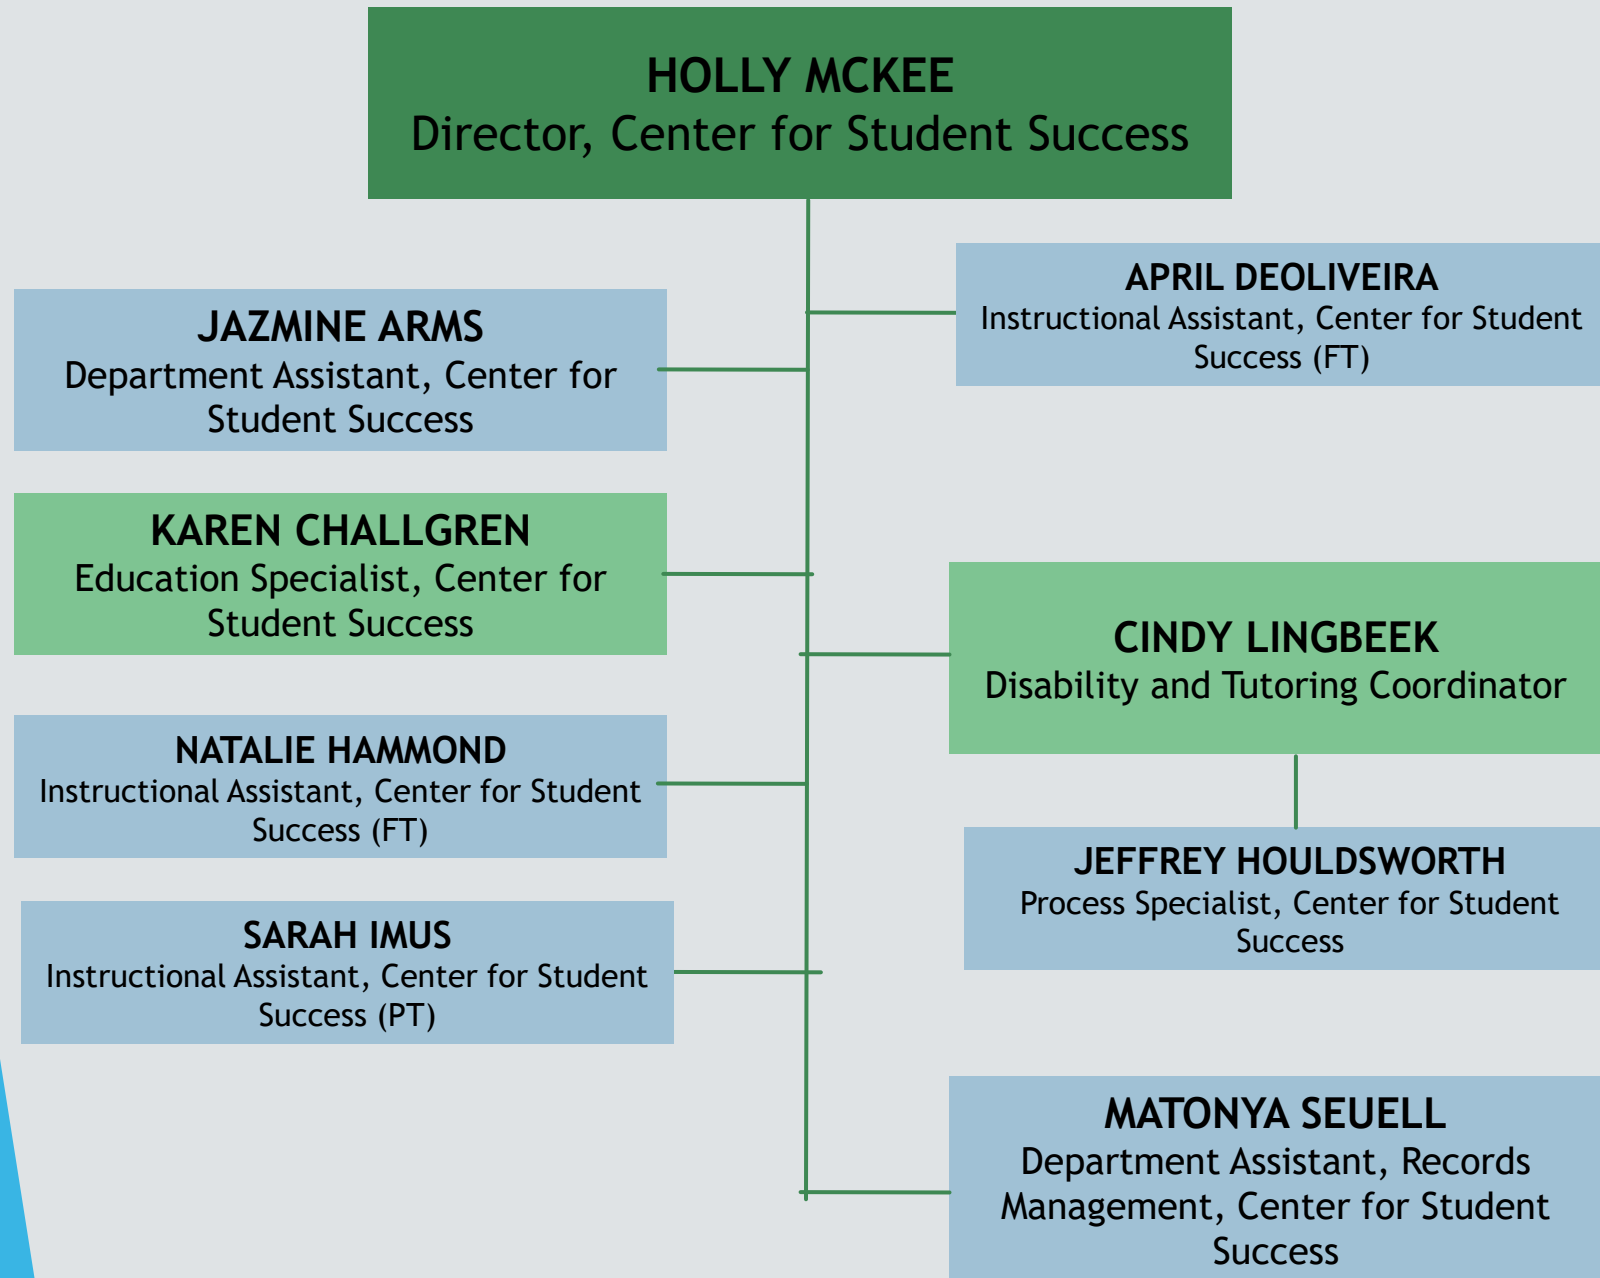 HOLLY MCKEE
Director, Center for Student Success
APRIL DEOLIVEIRA
Instructional Assistant, Center for Student
Success (FT)
JAZMINE ARMS
Department Assistant, Center for
Student Success
KAREN CHALLGREN
Education Specialist, Center for
Student Success
CINDY LINGBEEK
Disability and Tutoring Coordinator
NATALIE HAMMOND
Instructional Assistant, Center for Student
Success (FT)
JEFFREY HOULDSWORTH
Process Specialist, Center for Student
Success
SARAH IMUS
Instructional Assistant, Center for Student
Success (PT)
MATONYA SEUELL
Department Assistant, Records
Management, Center for Student
Success